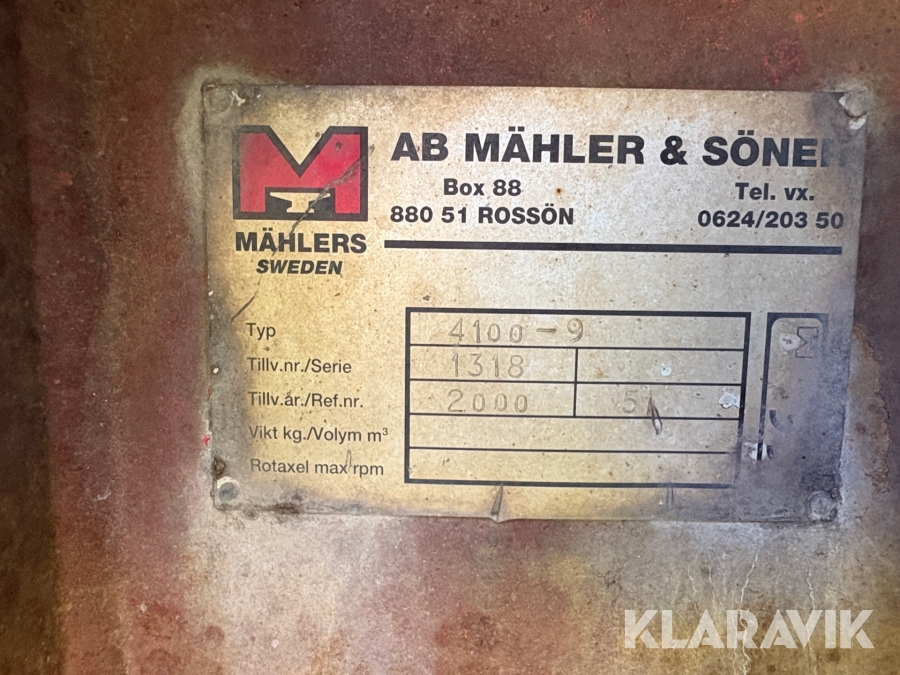 M
AB MÄHLER & SÖNER
Box 88
Tel. vx.
880 51 ROSSÖN
0624/203 50
MÄHLERS
SWEDEN
Typ 4100-9
Tillv.nr./Serie 1318
Tillv.år./Ref.nr. 2000 51
Vikt kg./Volym m³
Rotaxel max rpm
KLARAVIK